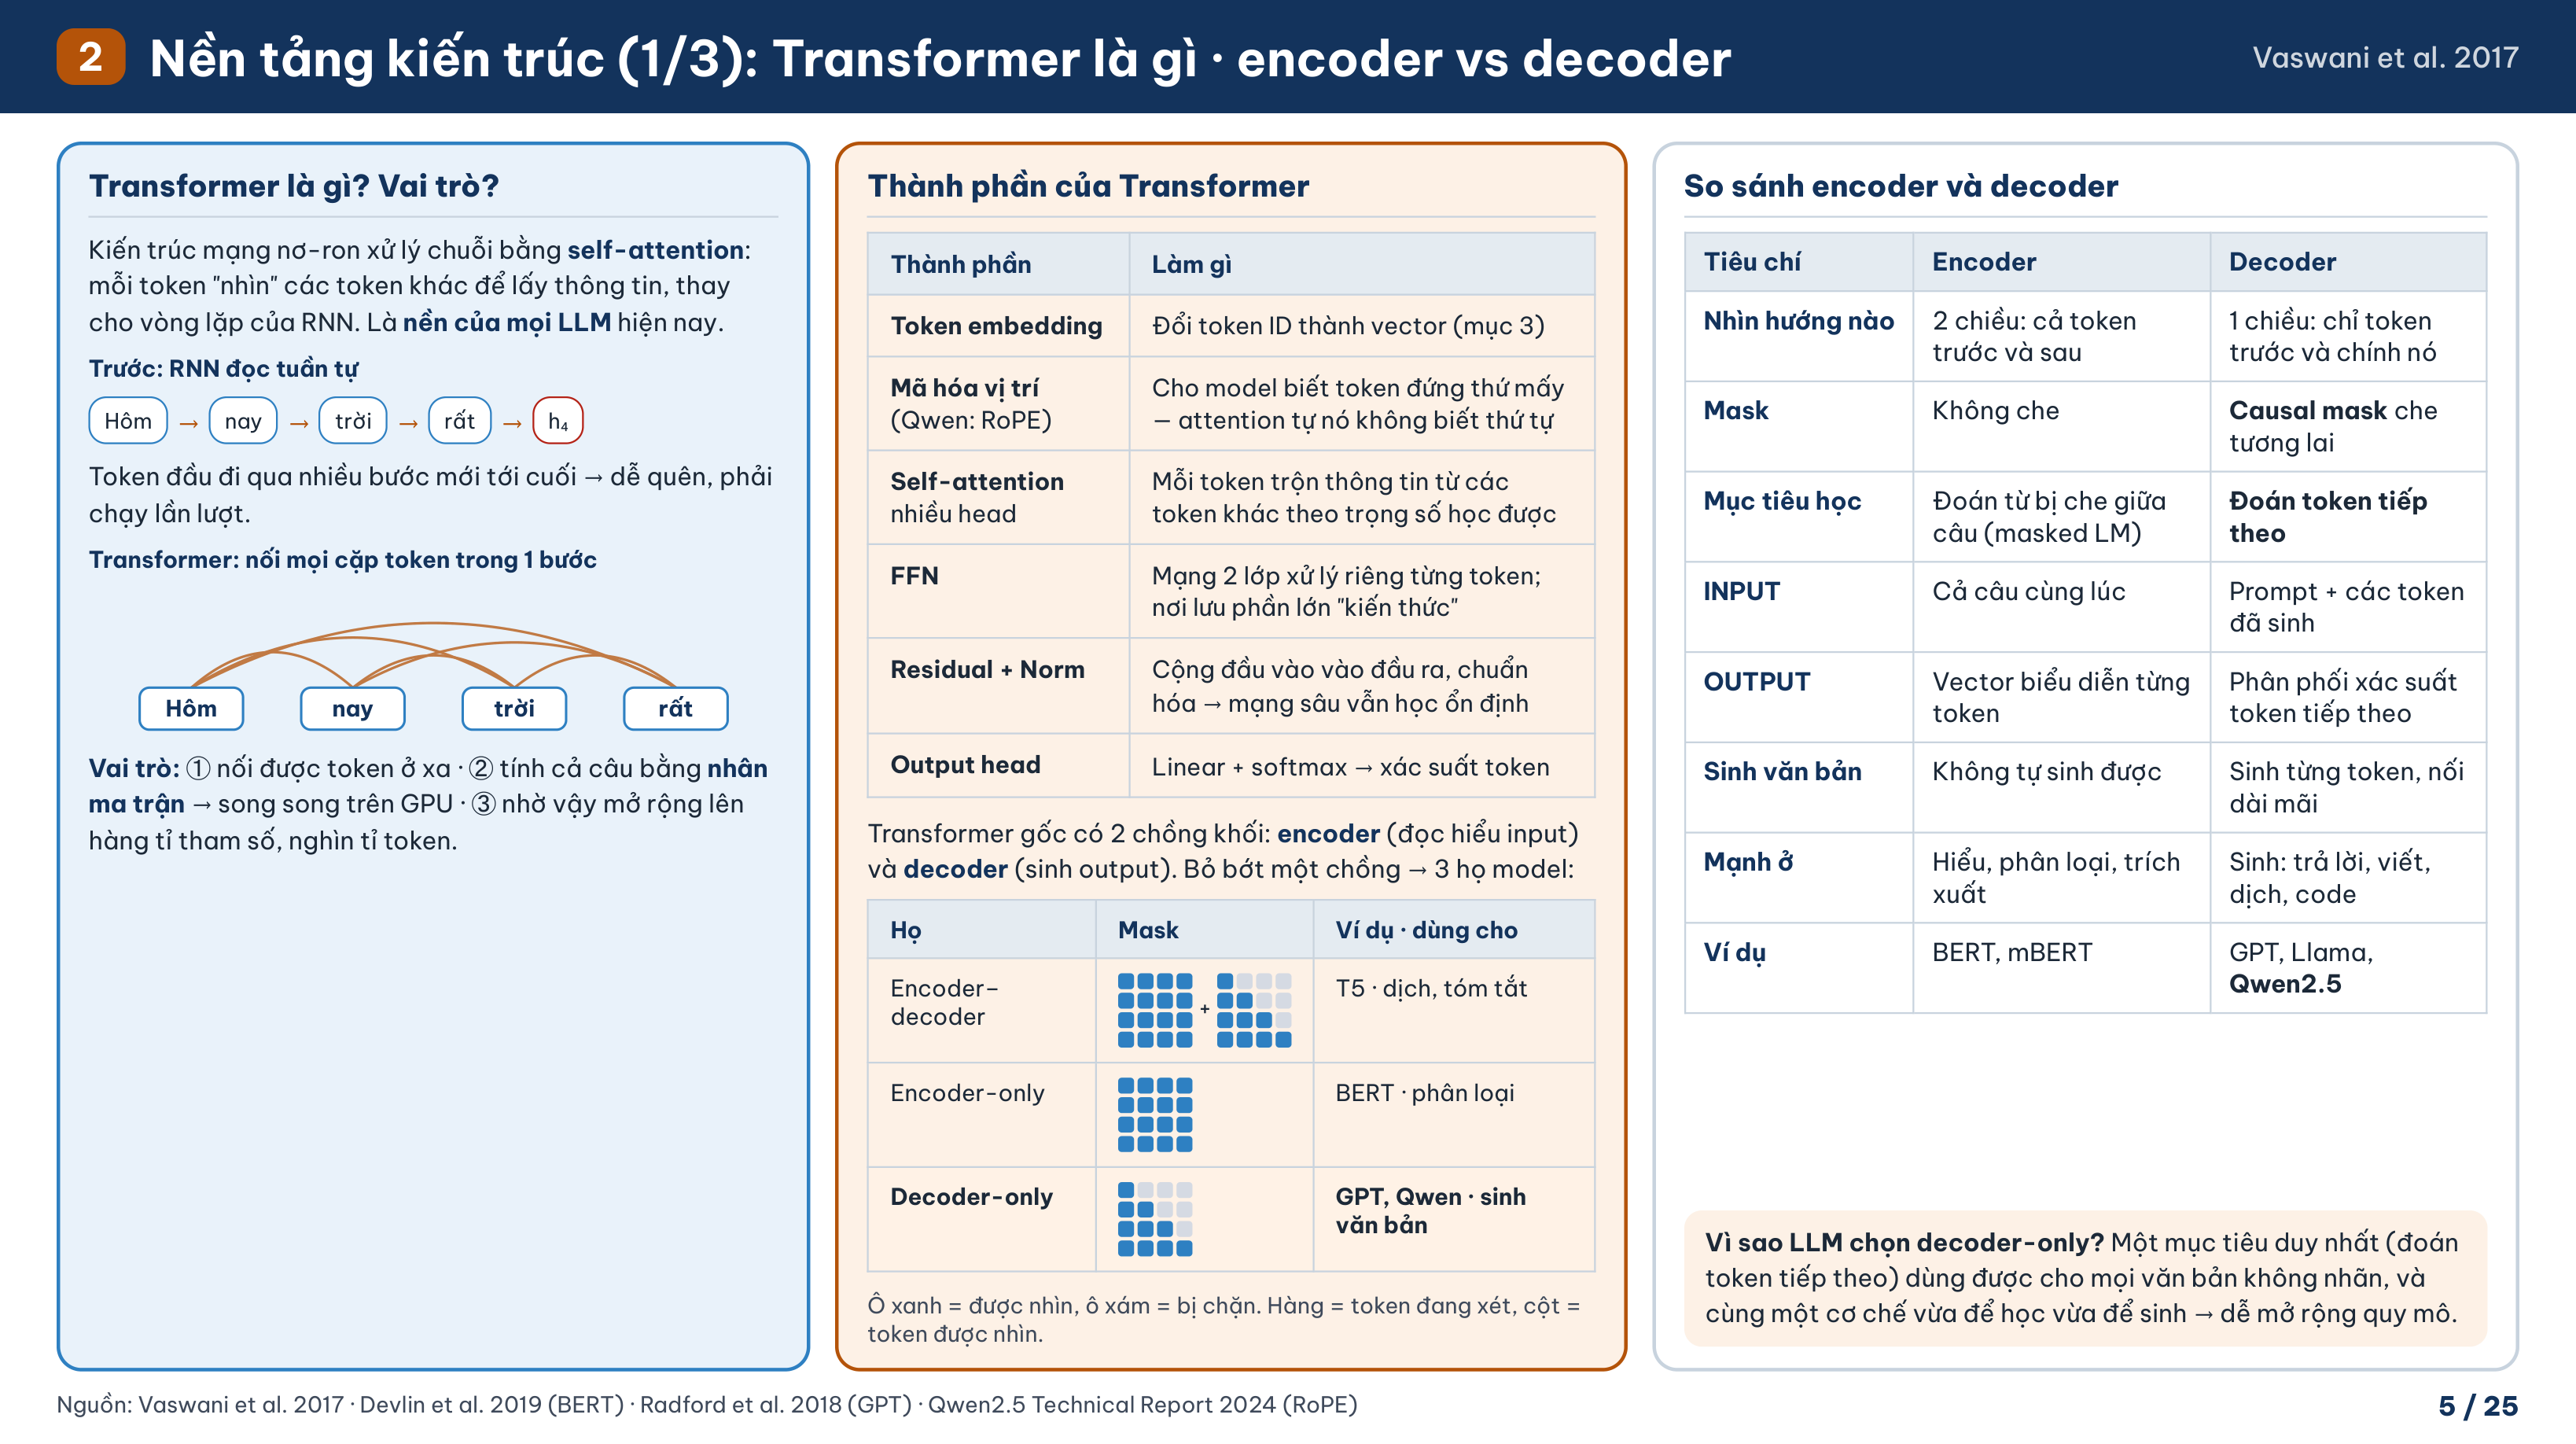 2 Nền tảng kiến trúc (1/3): Transformer là gì · encoder vs decoder
Vaswani et al. 2017
Transformer là gì? Vai trò?
Kiến trúc mạng nơ-ron xử lý chuỗi bằng self-attention:
mỗi token "nhìn" các token khác để lấy thông tin, thay
cho vòng lặp của RNN. Là nền của mọi LLM hiện nay.
Trước: RNN đọc tuần tự
Hôm → nay → trời → rất → h₄
Token đầu đi qua nhiều bước mới tới cuối → dễ quên, phải
chạy lần lượt.
Transformer: nối mọi cặp token trong 1 bước
Hôm nay trời rất
Vai trò: ① nối được token ở xa · ② tính cả câu bằng nhân
ma trận → song song trên GPU · ③ nhờ vậy mở rộng lên
hàng tỉ tham số, nghìn tỉ token.
Thành phần của Transformer
Thành phần Làm gì
Token embedding Đổi token ID thành vector (mục 3)
Mã hóa vị trí Cho model biết token đứng thứ mấy
(Qwen: RoPE) — attention tự nó không biết thứ tự
Self-attention Mỗi token trộn thông tin từ các
nhiều head token khác theo trọng số học được
FFN Mạng 2 lớp xử lý riêng từng token;
nơi lưu phần lớn "kiến thức"
Residual + Norm Cộng đầu vào vào đầu ra, chuẩn
hóa → mạng sâu vẫn học ổn định
Output head Linear + softmax → xác suất token
Transformer gốc có 2 chồng khối: encoder (đọc hiểu input)
và decoder (sinh output). Bỏ bớt một chồng → 3 họ model:
Họ Mask Ví dụ · dùng cho
Encoder– + T5 · dịch, tóm tắt
decoder
Encoder-only BERT · phân loại
Decoder-only GPT, Qwen · sinh
văn bản
Ô xanh = được nhìn, ô xám = bị chặn. Hàng = token đang xét, cột =
token được nhìn.
So sánh encoder và decoder
Tiêu chí Encoder Decoder
Nhìn hướng nào 2 chiều: cả token 1 chiều: chỉ token
trước và sau trước và chính nó
Mask Không che Causal mask che
tương lai
Mục tiêu học Đoán từ bị che giữa Đoán token tiếp
câu (masked LM) theo
INPUT Cả câu cùng lúc Prompt + các token
đã sinh
OUTPUT Vector biểu diễn từng Phân phối xác suất
token token tiếp theo
Sinh văn bản Không tự sinh được Sinh từng token, nối
dài mãi
Mạnh ở Hiểu, phân loại, trích Sinh: trả lời, viết,
xuất dịch, code
Ví dụ BERT, mBERT GPT, Llama,
Qwen2.5
Vì sao LLM chọn decoder-only? Một mục tiêu duy nhất (đoán
token tiếp theo) dùng được cho mọi văn bản không nhãn, và
cùng một cơ chế vừa để học vừa để sinh → dễ mở rộng quy mô.
Nguồn: Vaswani et al. 2017 · Devlin et al. 2019 (BERT) · Radford et al. 2018 (GPT) · Qwen2.5 Technical Report 2024 (RoPE)
5 / 25